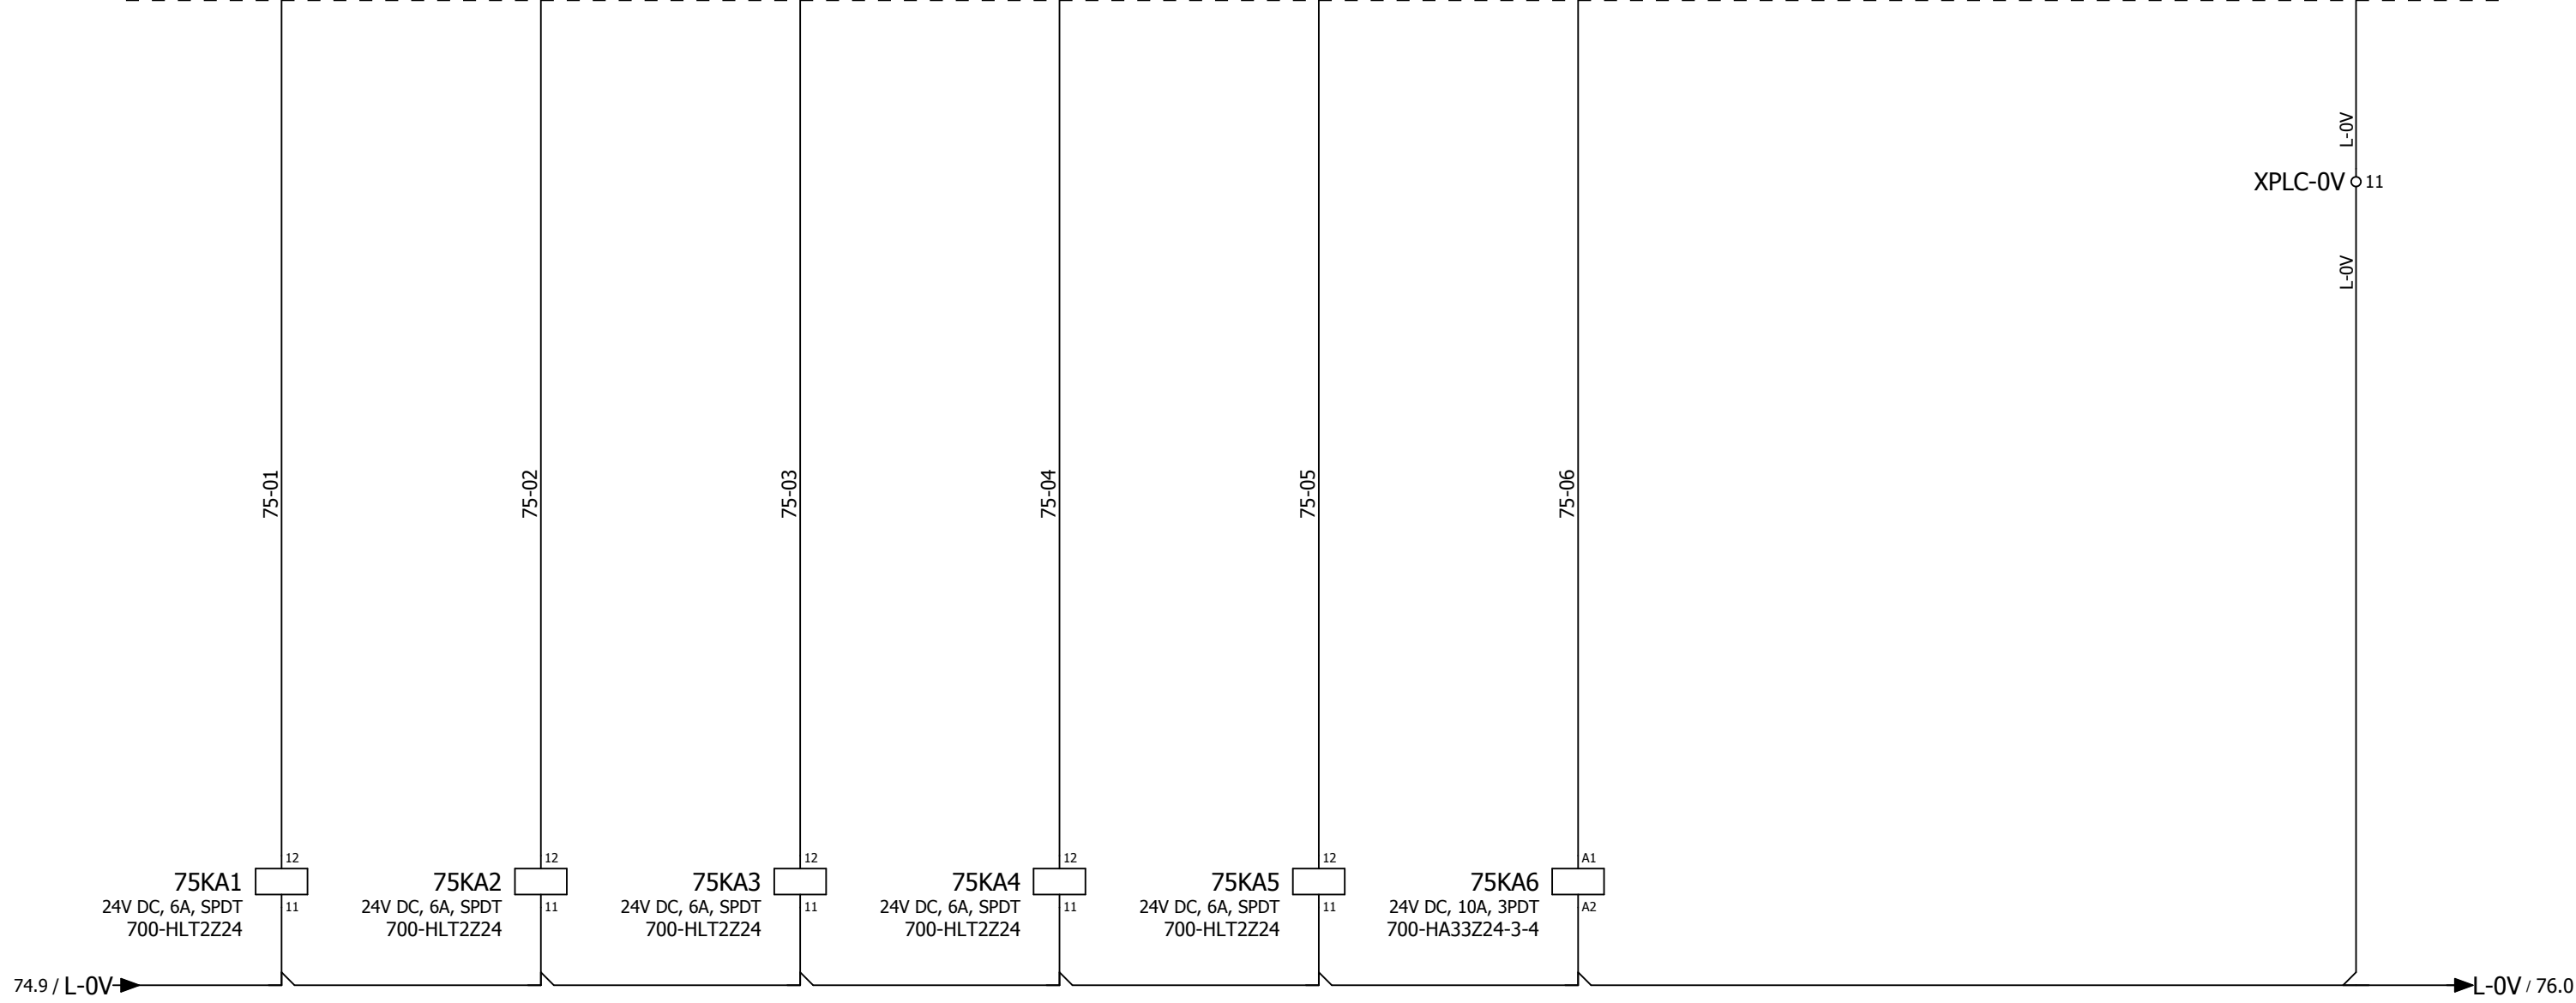 L-0V
XPLC-0V 11
L-0V
75-01
75-02
75-03
75-04
75-05
75-06
12
75KA1
24V DC, 6A, SPDT 11
700-HLT2Z24
12
75KA2
24V DC, 6A, SPDT 11
700-HLT2Z24
12
75KA3
24V DC, 6A, SPDT 11
700-HLT2Z24
12
75KA4
24V DC, 6A, SPDT 11
700-HLT2Z24
12
75KA5
24V DC, 6A, SPDT 11
700-HLT2Z24
A1
75KA6
24V DC, 10A, 3PDT A2
700-HA33Z24-3-4
74.9 / L-0V
L-0V / 76.0